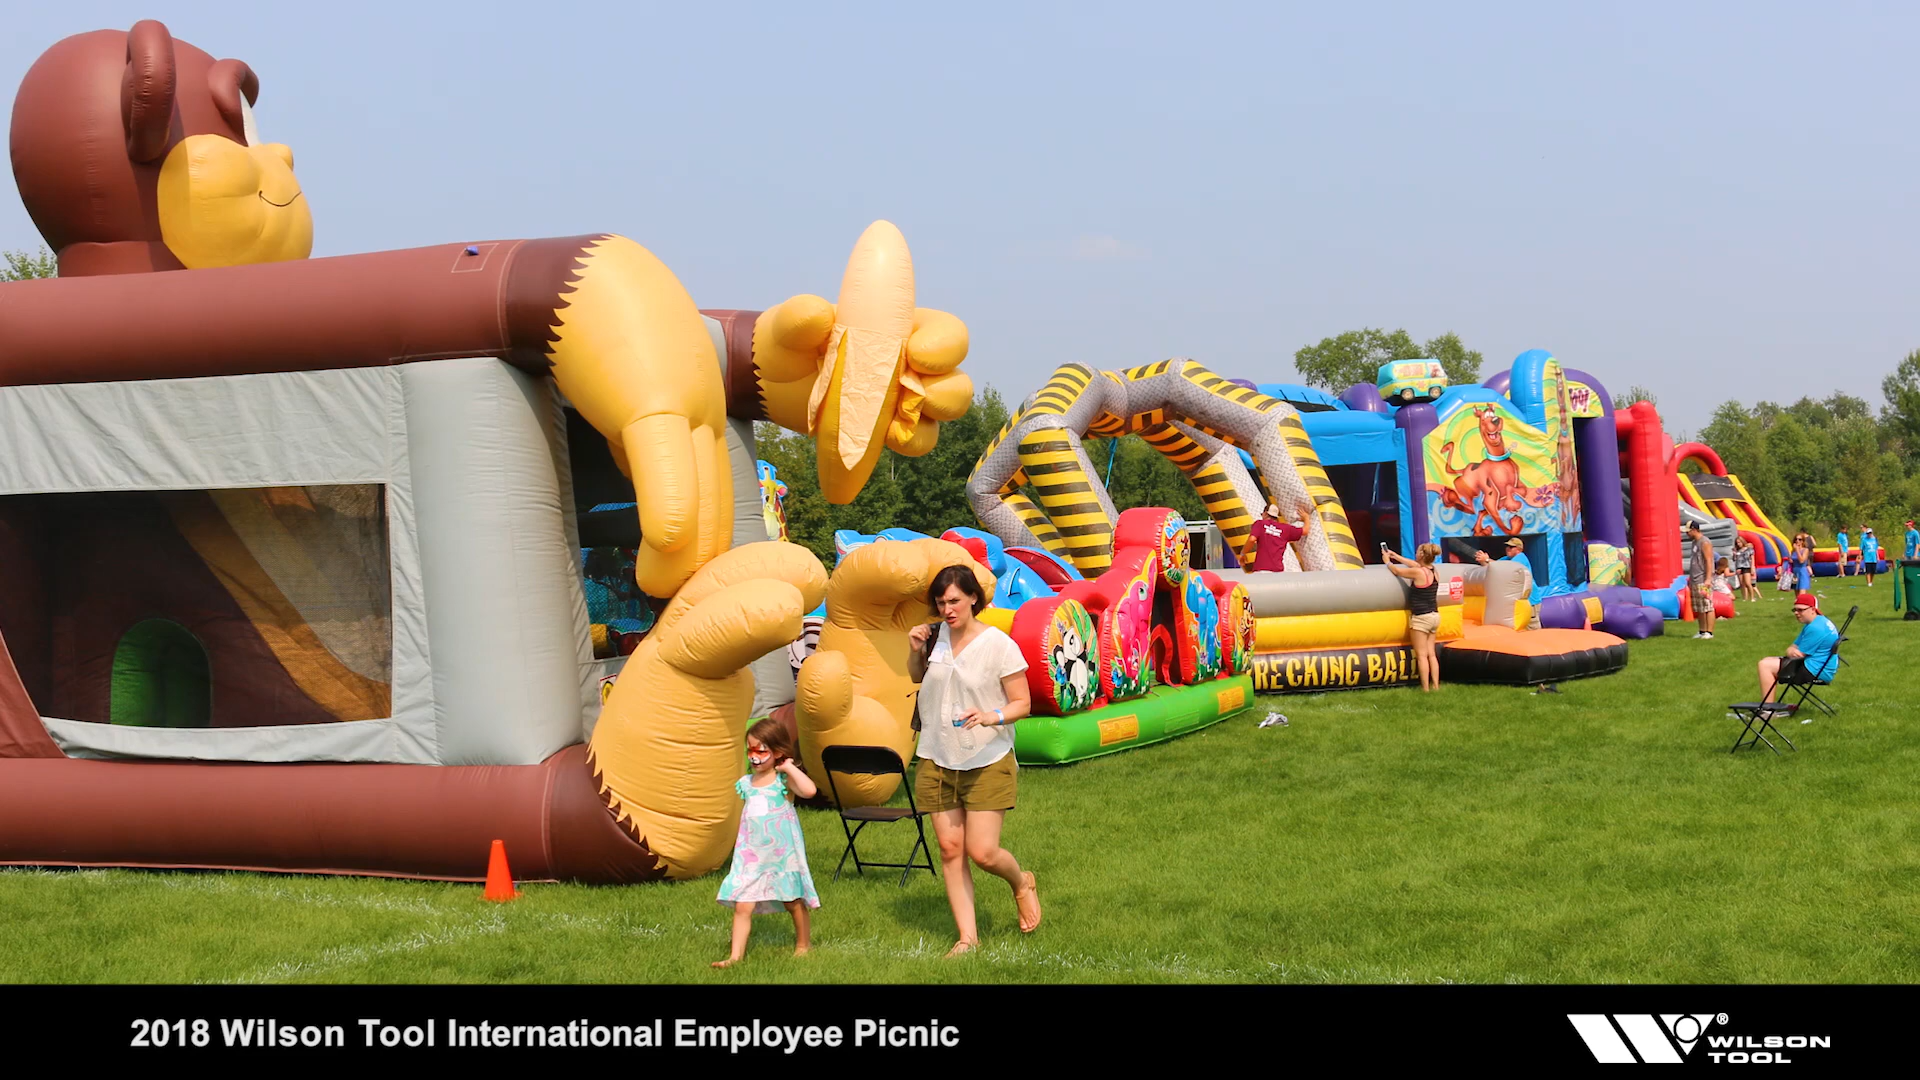 RECKING BALL
2018 Wilson Tool International Employee Picnic
®
WILSON
TOOL